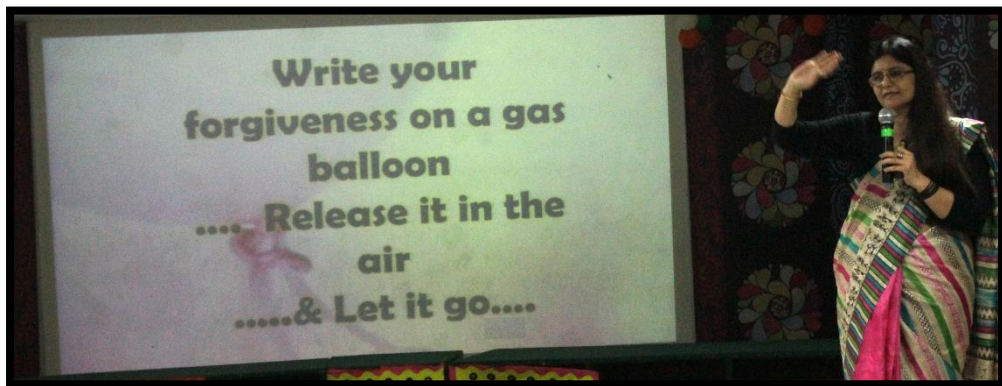 Write your
forgiveness on a gas
balloon
.... Release it in the
air
.....& Let it go....